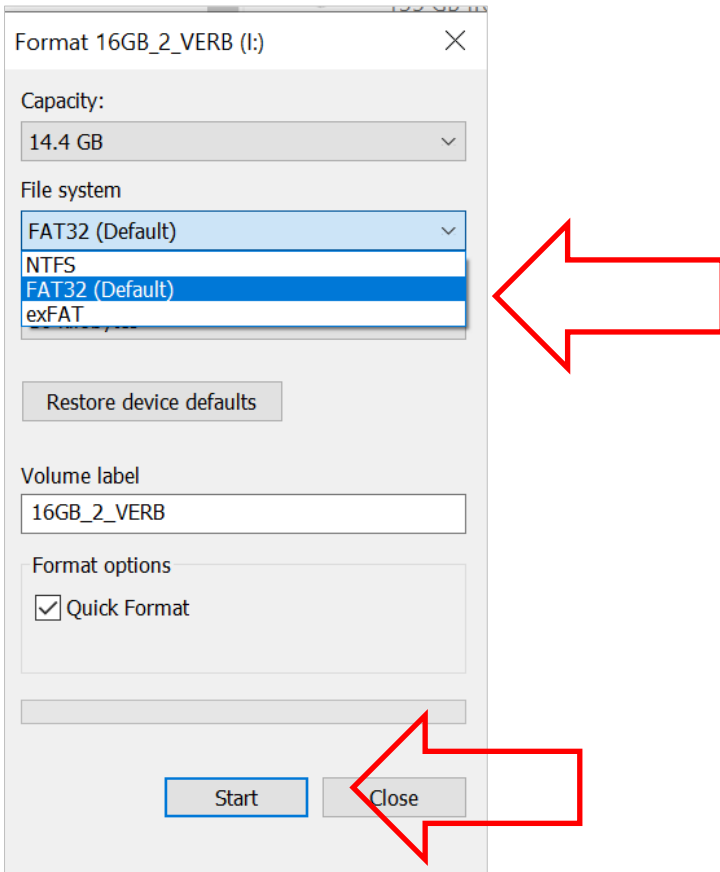 Format 16GB_2_VERB (I:)
Capacity:
14.4 GB
File system
FAT32 (Default)
NTFS
FAT32 (Default)
exFAT
Restore device defaults
Volume label
16GB_2_VERB
Format options
Quick Format
Start Close